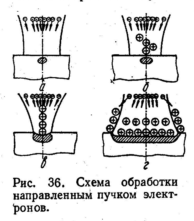 а
б
в
г
Рис. 36. Схема обработки
направленным пучком элект-
ронов.